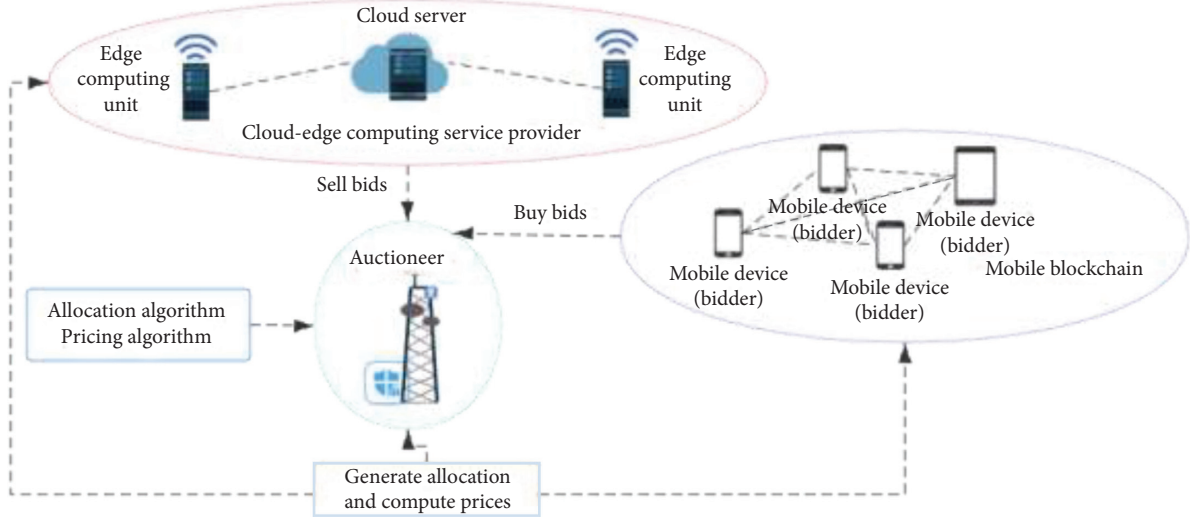 Cloud server
Edge
computing
unit
Edge
computing
unit
Cloud-edge computing service provider
Sell bids
Buy bids
Mobile device
(bidder)
Mobile device
(bidder)
Mobile device
(bidder)
Mobile device
(bidder)
Mobile blockchain
Auctioneer
Allocation algorithm
Pricing algorithm
Generate allocation
and compute prices